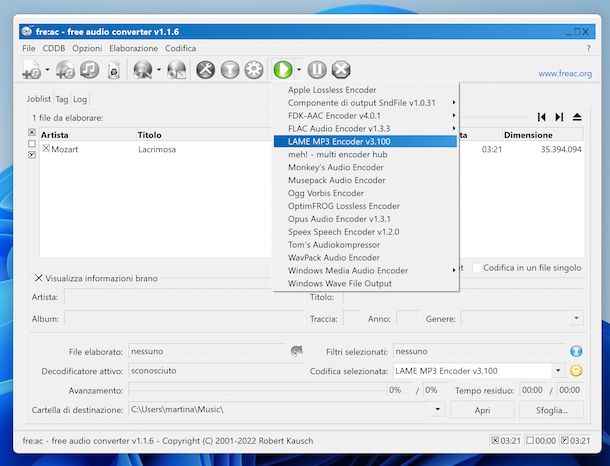 fre:ac - free audio converter v1.1.6
File CDDB Opzioni Elaborazione Codifica ?
www.freac.org
Joblist Tag Log
1 file da elaborare:
Artista Titolo ta Dimensione
Mozart Lacrimosa 03:21 35.394.094
Apple Lossless Encoder
Componente di output SndFile v1.0.31
FDK-AAC Encoder v4.0.1
FLAC Audio Encoder v1.3.3
LAME MP3 Encoder v3.100
meh! - multi encoder hub
Monkey's Audio Encoder
Musepack Audio Encoder
Ogg Vorbis Encoder
OptimFROG Lossless Encoder
Opus Audio Encoder v1.3.1
Speex Speech Encoder v1.2.0
Tom's Audiokompressor
WavPack Audio Encoder
Windows Media Audio Encoder
Windows Wave File Output
Codifica in un file singolo
Visualizza informazioni brano
Artista: Titolo:
Album: Traccia: Anno: Genere:
File elaborato: nessuno Filtri selezionati: nessuno
Decodificatore attivo: sconosciuto Codifica selezionata: LAME MP3 Encoder v3.100
Avanzamento: 0% / 0% Tempo residuo: 00:00 / 00:00
Cartella di destinazione: C:\Users\martina\Music\ Apri Sfoglia...
fre:ac - free audio converter v1.1.6 - Copyright (C) 2001-2022 Robert Kausch 03:21 00:00 03:21